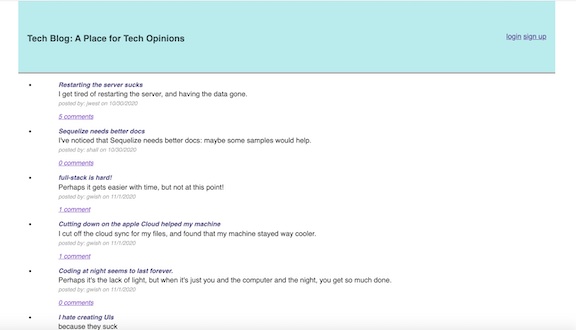 Tech Blog: A Place for Tech Opinions
login sign up
Restarting the server sucks
I get tired of restarting the server, and having the data gone.
posted by: jwest on 10/30/2020
5 comments
Sequelize needs better docs
I've noticed that Sequelize needs better docs: maybe some samples would help.
posted by: shall on 10/30/2020
0 comments
full-stack is hard!
Perhaps it gets easier with time, but not at this point!
posted by: gwish on 11/1/2020
1 comment
Cutting down on the apple Cloud helped my machine
I cut off the cloud sync for my files, and found that my machine stayed way cooler.
posted by: gwish on 11/1/2020
1 comment
Coding at night seems to last forever.
Perhaps it's the lack of light, but when it's just you and the computer and the night, you get so much done.
posted by: gwish on 11/1/2020
0 comments
I hate creating UIs
because they suck